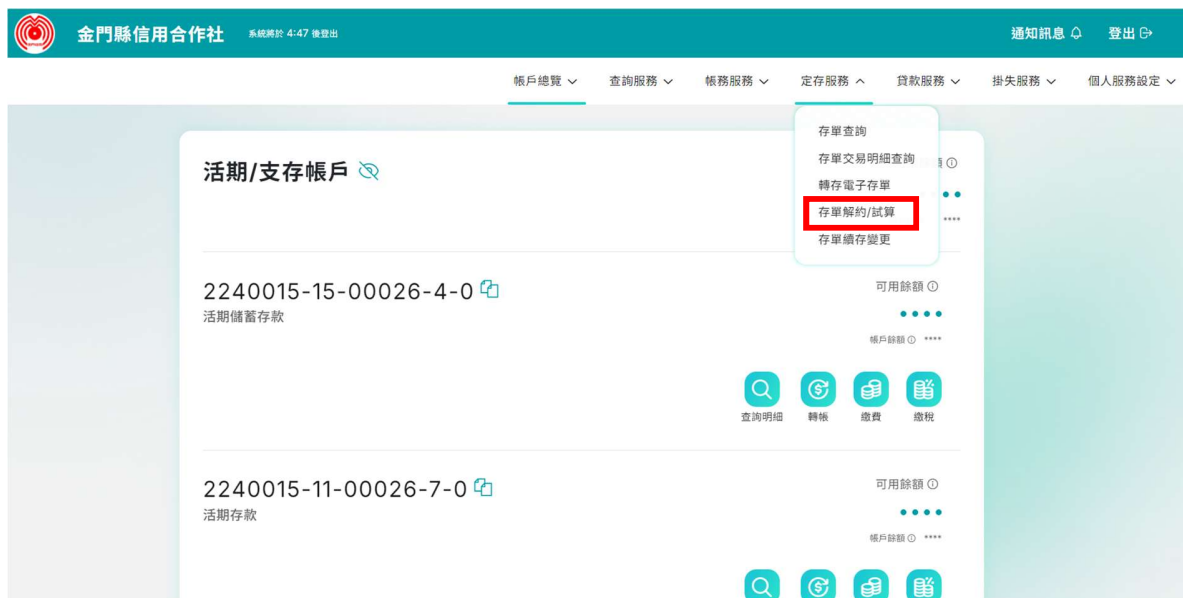 金門縣信用合作社 系統將於 4:47 後登出 通知訊息 登出
帳戶總覽 查詢服務 帳務服務 定存服務 貸款服務 掛失服務 個人服務設定
存單查詢
存單交易明細查詢
轉存電子存單
存單解約/試算
存單續存變更
活期/支存帳戶
****
2240015-15-00026-4-0 可用餘額
活期儲蓄存款
帳戶餘額 ****
查詢明細 轉帳 繳費 繳稅
2240015-11-00026-7-0 可用餘額
活期存款
帳戶餘額 ****